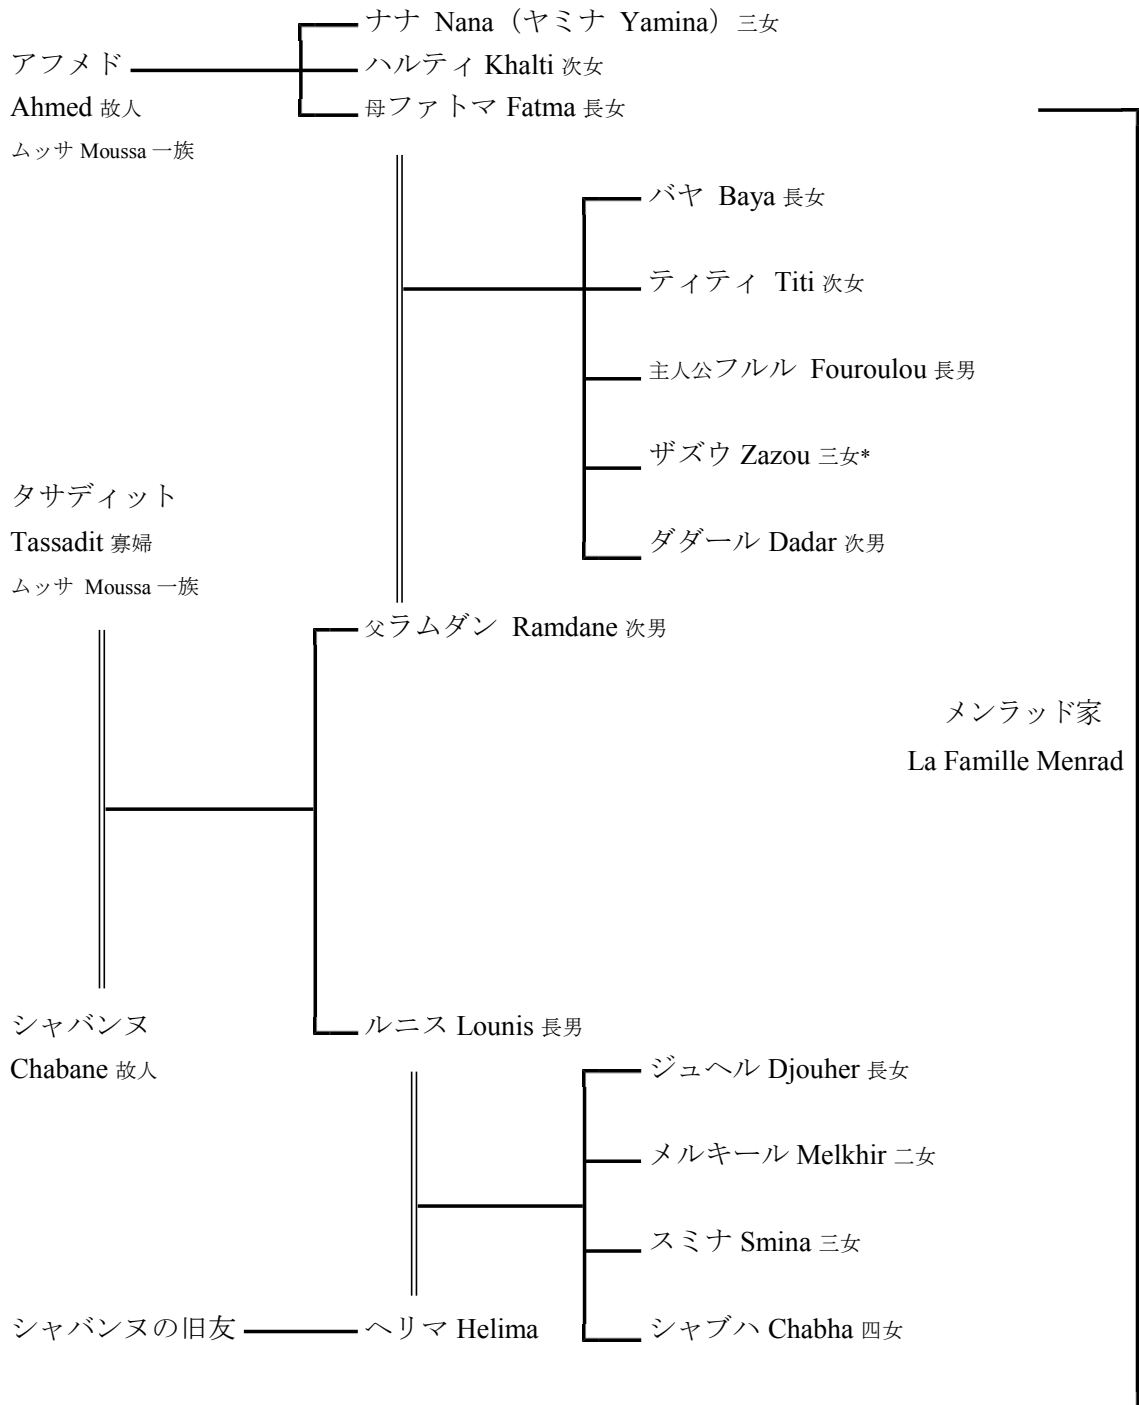 ナナ Nana（ヤミナ Yamina）三女
アフメド
ハルティ Khalti 次女
Ahmed 故人
母ファトマ Fatma 長女
ムッサ Moussa 一族
バヤ Baya 長女
ティティ Titi 次女
主人公フルル Fouroulou 長男
ザズウ Zazou 三女*
タサディット
Tassadit 寡婦
ダダール Dadar 次男
ムッサ Moussa 一族
父ラムダン Ramdane 次男
メンラッド家
La Famille Menrad
シャバンヌ
ルニス Lounis 長男
Chabane 故人
ジュヘル Djouher 長女
メルキール Melkhir 二女
スミナ Smina 三女
シャバンヌの旧友
ヘリマ Helima
シャブハ Chabha 四女